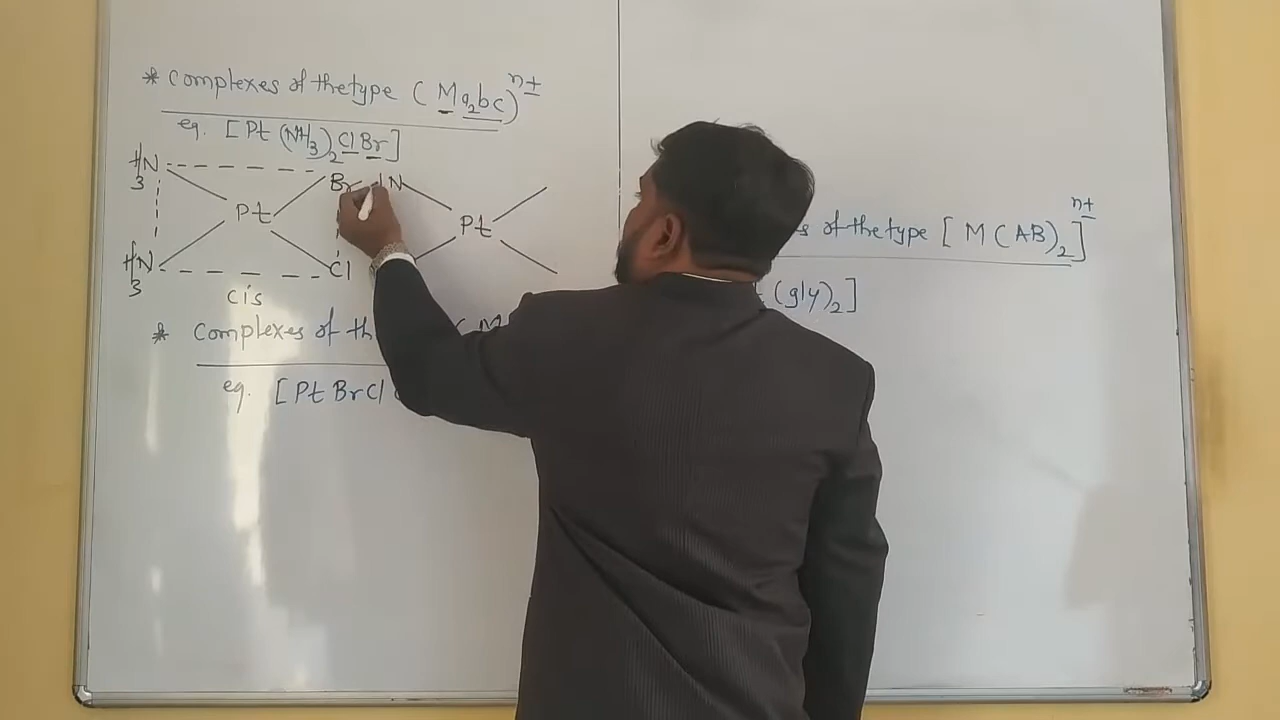 * Complexes of the type (Ma2bc)n±
eg. [Pt(NH3)2ClBr]
H3N Br N
Pt Pt
H3N Cl
cis
* Complexes of th (M
eg. [PtBrCl
of the type [M(AB)2]n±
(gly)2]